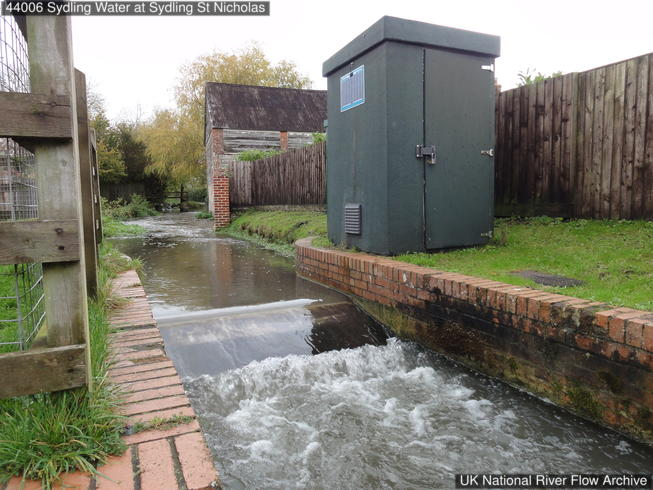 44006 Sydling Water at Sydling St Nicholas
UK National River Flow Archive